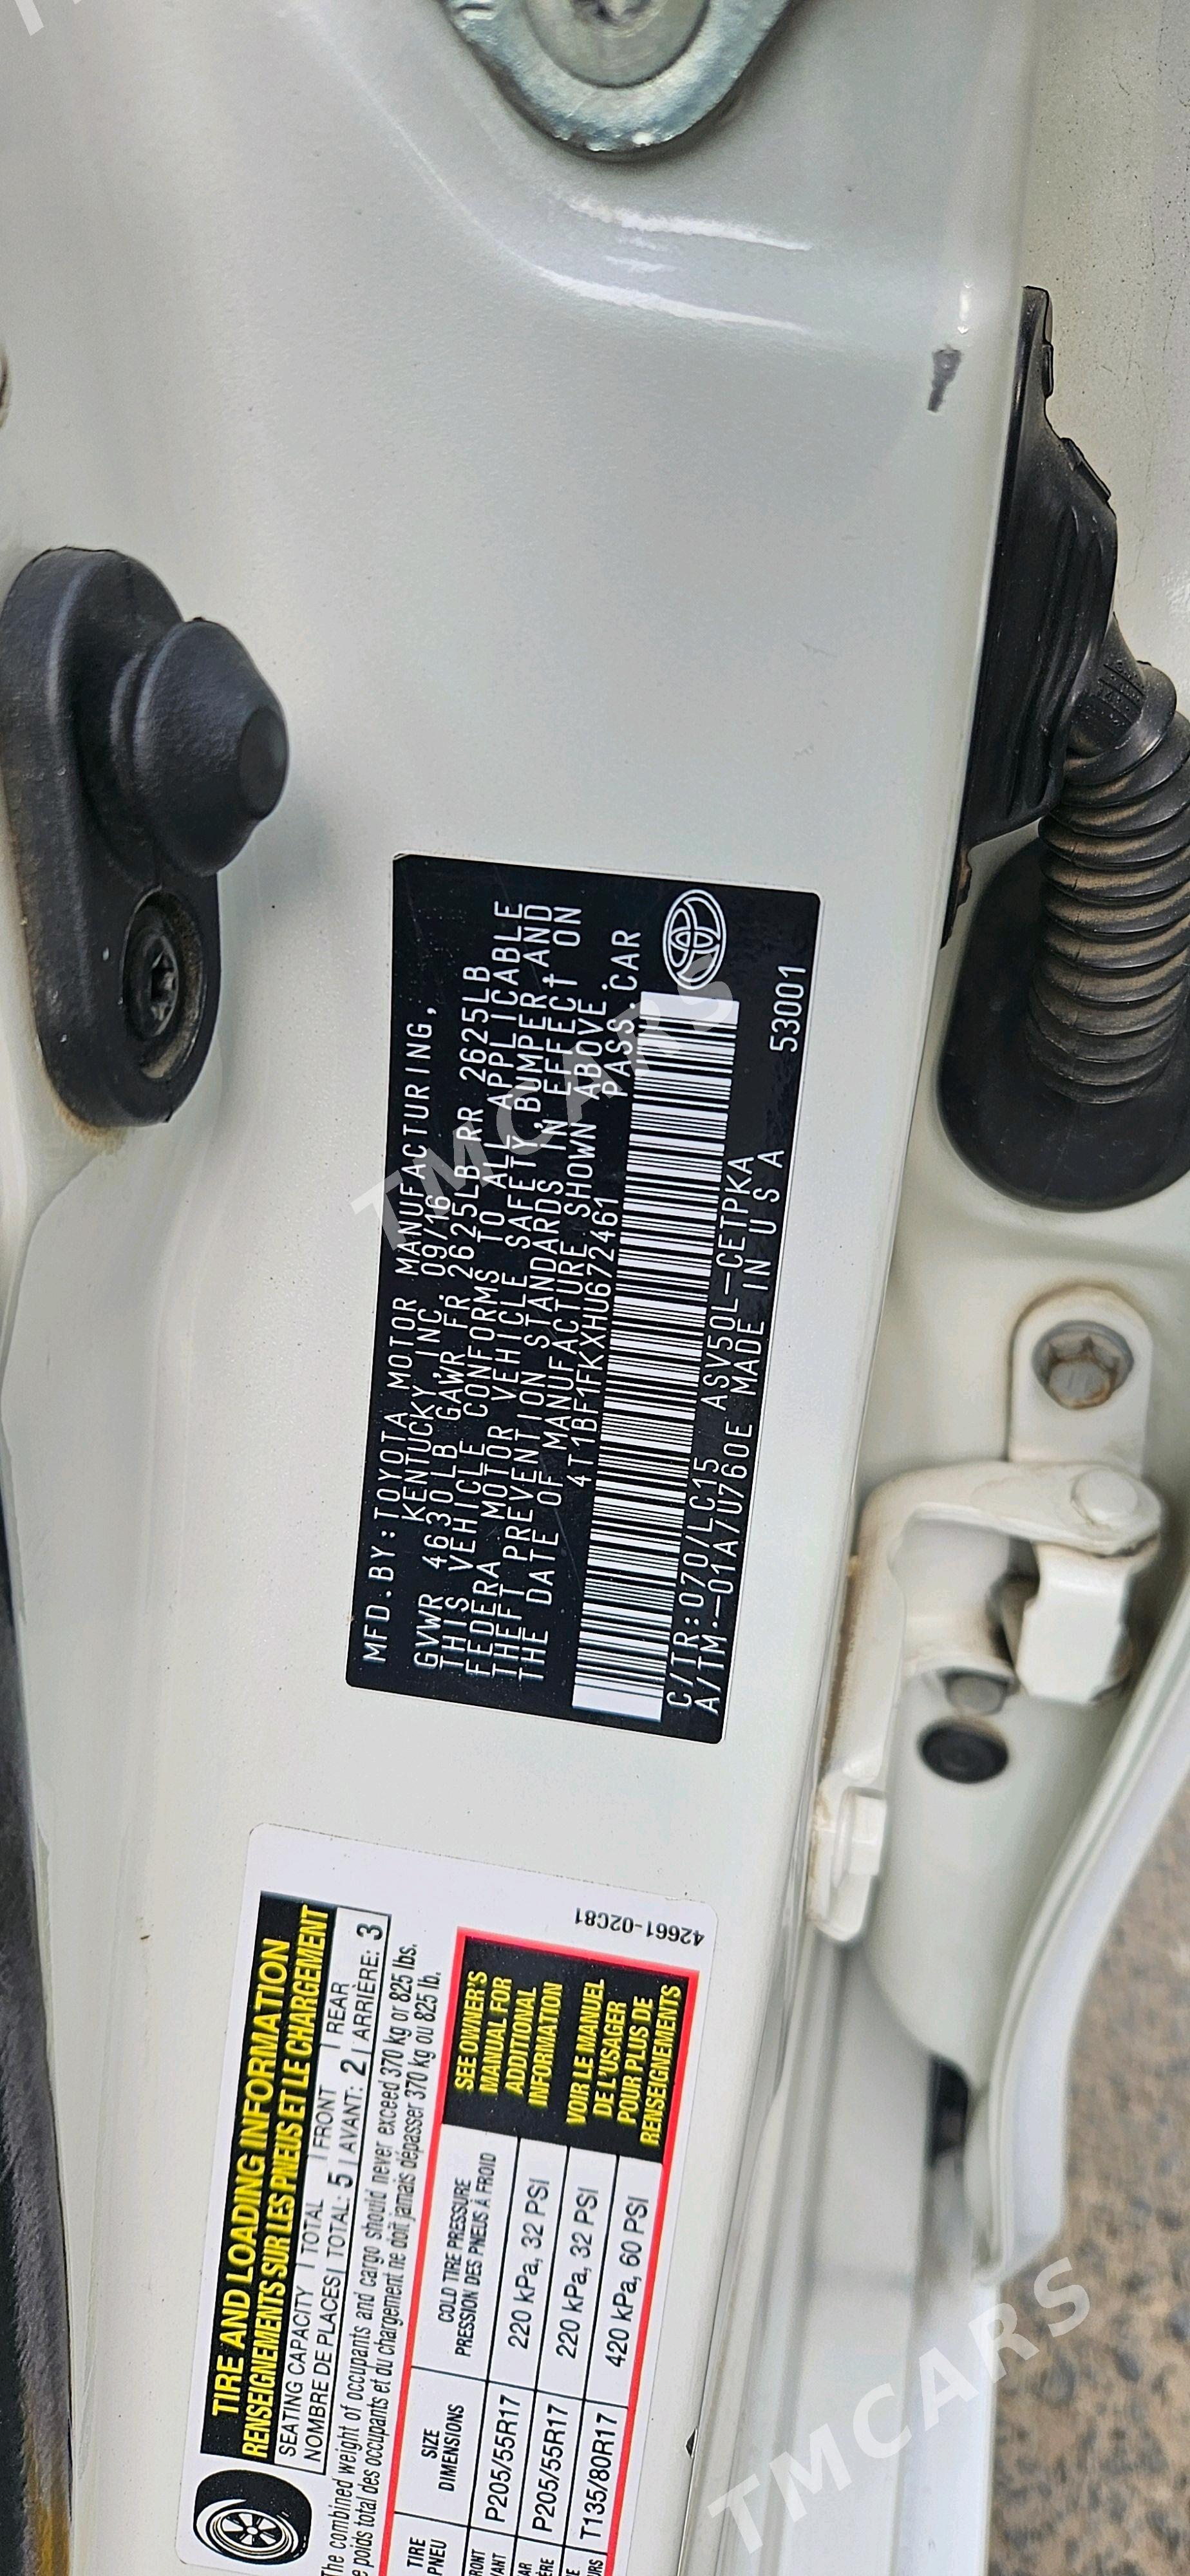 MFD.BY:TOYOTA MOTOR MANUFACTURING,
KENTUCKY,INC. 09/16
GVWR 4630LB GAWR FR 2625LB RR 2625LB
THIS VEHICLE CONFORMS TO ALL APPLICABLE
FEDERA MOTOR VEHICLE SAFETY,BUMPER,AND
THEFT PREVENTION STANDARDS IN EFFECT ON
THE DATE OF MANUFACTURE SHOWN ABOVE.
4T1BF1FKXHU672461 PASS.CAR
C/TR:070/LC15 ASV50L-CETPKA
A/TM:-01A/U760E MADE IN U S A
53001
42661-02C81
TIRE AND LOADING INFORMATION
RENSEIGNEMENTS SUR LES PNEUS ET LE CHARGEMENT
SEATING CAPACITY TOTAL FRONT REAR
NOMBRE DE PLACES TOTAL: 5 AVANT: 2 ARRIÈRE: 3
The combined weight of occupants and cargo should never exceed 370 kg or 825 lbs.
poids total des occupants et du chargement ne doit jamais dépasser 370 kg ou 825 lb.
TIRE SIZE COLD TIRE PRESSURE
PNEU DIMENSIONS PRESSION DES PNEUS À FROID
P205/55R17 220 kPa, 32 PSI
P205/55R17 220 kPa, 32 PSI
T135/80R17 420 kPa, 60 PSI
SEE OWNER'S
MANUAL FOR
ADDITIONAL
INFORMATION
VOIR LE MANUEL
DE L'USAGER
POUR PLUS DE
RENSEIGNEMENTS
TMCARS
TMCARS